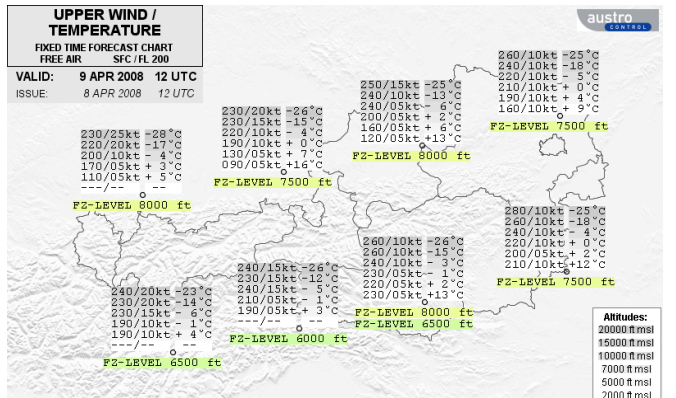 UPPER WIND /
TEMPERATURE
FIXED TIME FORECAST CHART
FREE AIR SFC / FL 200
VALID: 9 APR 2008 12 UTC
ISSUE: 8 APR 2008 12 UTC
austro
CONTROL
260/10kt -25°C
240/10kt -18°C
220/10kt - 5°C
210/10kt + 0°C
190/10kt + 4°C
160/10kt + 9°C
FZ-LEVEL 7500 ft
250/15kt -25°C
240/10kt -13°C
240/05kt - 6°C
200/05kt + 2°C
160/05kt + 6°C
120/05kt +13°C
FZ-LEVEL 8000 ft
230/20kt -26°C
230/15kt -15°C
220/10kt - 4°C
190/10kt + 0°C
130/05kt + 7°C
090/05kt +16°C
FZ-LEVEL 7500 ft
230/25kt -28°C
220/20kt -17°C
200/10kt - 4°C
170/05kt + 3°C
110/05kt + 5°C
---/-- --
FZ-LEVEL 8000 ft
280/10kt -25°C
260/10kt -18°C
240/10kt - 4°C
220/10kt + 0°C
200/05kt + 2°C
210/10kt +12°C
FZ-LEVEL 7500 ft
260/10kt -26°C
260/10kt -15°C
240/10kt - 3°C
230/05kt - 1°C
220/05kt + 2°C
230/05kt +13°C
FZ-LEVEL 8000 ft
FZ-LEVEL 6500 ft
240/15kt -26°C
230/15kt -12°C
240/15kt - 5°C
210/05kt - 1°C
190/05kt + 3°C
---/-- --
FZ-LEVEL 6000 ft
240/20kt -23°C
230/20kt -14°C
230/15kt - 6°C
190/10kt - 1°C
190/10kt + 4°C
---/-- --
FZ-LEVEL 6500 ft
Altitudes:
20000 ft msl
15000 ft msl
10000 ft msl
7000 ft msl
5000 ft msl
2000 ft msl